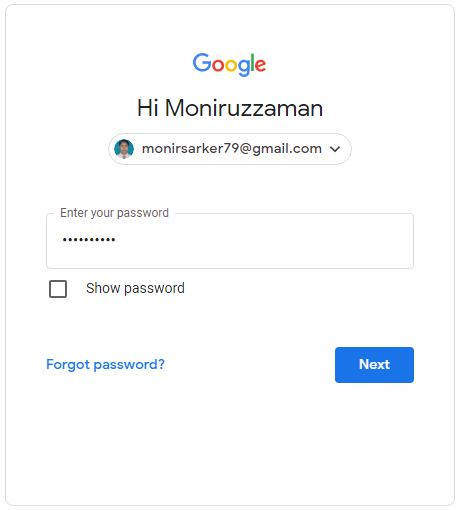 Google
Hi Moniruzzaman
monirsarker79@gmail.com
Enter your password
••••••••••
Show password
Forgot password?
Next